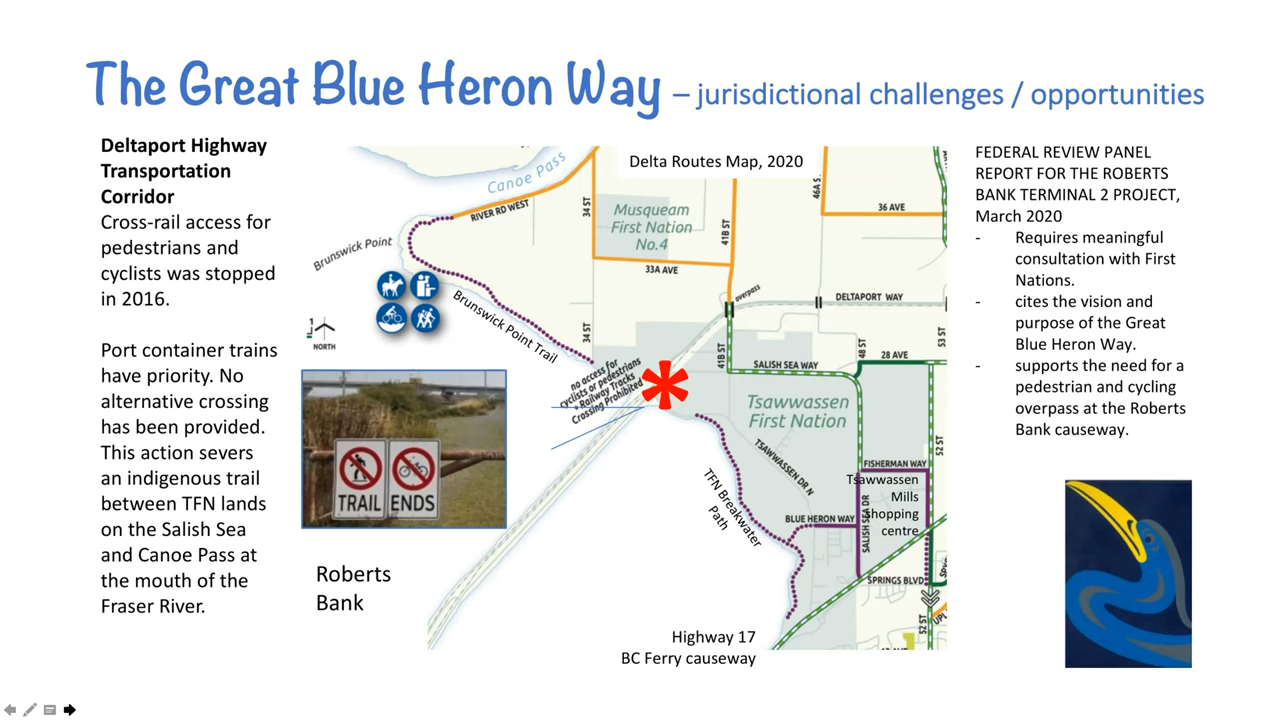 The Great Blue Heron Way – jurisdictional challenges / opportunities
Deltaport Highway
Transportation
Corridor
Cross-rail access for
pedestrians and
cyclists was stopped
in 2016.
Port container trains
have priority. No
alternative crossing
has been provided.
This action severs
an indigenous trail
between TFN lands
on the Salish Sea
and Canoe Pass at
the mouth of the
Fraser River.
Delta Routes Map, 2020
Canoe Pass
RIVER RD WEST
34 ST
Musqueam
First Nation
No.4
41B ST
46A S
36 AVE
33A AVE
Brunswick Point
overpass
DELTAPORT WAY
Brunswick Point Trail
34 ST
NORTH
41B ST
48 ST
53 ST
28 AVE
SALISH SEA WAY
no access for
cyclists or pedestrians
Railway Tracks
Crossing Prohibited
Tsawwassen
First Nation
TSAWWASSEN DR N
52 ST
FISHERMAN WAY
Tsawwassen
Mills
Shopping
centre
TFN Breakwater
Path
BLUE HERON WAY
SALISH SEA DR
SPRINGS BLVD
52 ST
UPL
TRAIL
ENDS
Roberts
Bank
Highway 17
BC Ferry causeway
FEDERAL REVIEW PANEL
REPORT FOR THE ROBERTS
BANK TERMINAL 2 PROJECT,
March 2020
- Requires meaningful
consultation with First
Nations.
- cites the vision and
purpose of the Great
Blue Heron Way.
- supports the need for a
pedestrian and cycling
overpass at the Roberts
Bank causeway.